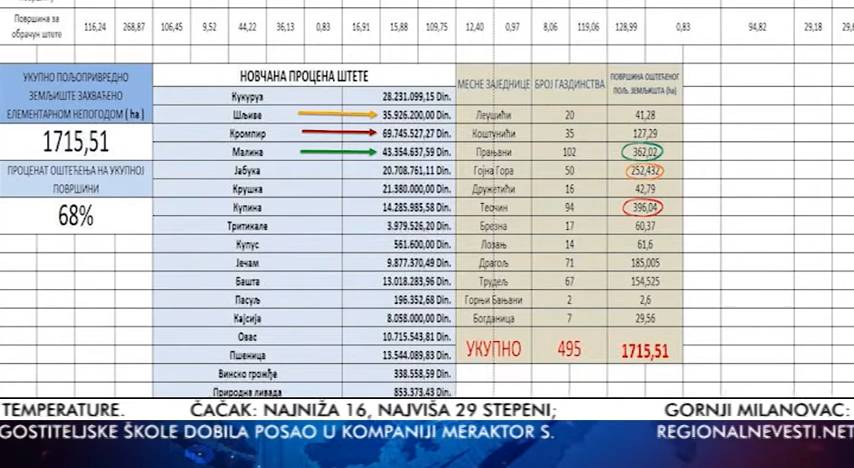 Површина за
обрачун штете 116,24 268,87 106,45 9,52 44,22 36,13 0,83 16,91 15,88 109,75 12,40 0,97 8,06 119,06 128,99 0,83 94,82 29,18
УКУПНО ПОЉОПРИВРЕДНО
ЗЕМЉИШТЕ ЗАХВАЋЕНО
ЕЛЕМЕНТАРНОМ НЕПОГОДОМ ( ha )
1715,51
ПРОЦЕНАТ ОШТЕЋЕЊА НА УКУПНОЈ
ПОВРШИНИ
68%
НОВЧАНА ПРОЦЕНА ШТЕТЕ
Кукуруз 28.231.099,15 Din.
Шљиве 35.926.200,00 Din.
Кромпир 69.745.527,27 Din.
Малина 43.354.637,59 Din.
Јабука 20.708.761,11 Din.
Крушка 21.380.000,00 Din.
Купина 14.285.985,58 Din.
Тритикале 3.979.526,20 Din.
Купус 561.600,00 Din.
Јечам 9.877.370,49 Din.
Башта 13.018.283,96 Din.
Пасуљ 196.352,68 Din.
Кајсија 8.058.000,00 Din.
Овас 10.715.543,81 Din.
Пшеница 13.544.089,83 Din.
Винско грожђе 338.558,59 Din.
Природна ливада 853.373,43 Din.
МЕСНЕ ЗАЈЕДНИЦЕ БРОЈ ГАЗДИНСТВА ПОВРШИНА ОШТЕЋЕНОГ
ПОЉ. ЗЕМЉИШТА (ha)
Леушићи 20 41,28
Коштунићи 35 127,29
Прањани 102 362,02
Гојна Гора 50 252,432
Дружетићи 16 42,79
Теочин 94 396,04
Брезна 17 60,37
Лозањ 14 61,6
Драгољ 71 185,005
Трудељ 67 154,525
Горњи Бањани 2 2,6
Богданица 7 29,56
УКУПНО 495 1715,51
TEMPERATURE. ČAČAK: NAJNIŽA 16, NAJVIŠA 29 STEPENI; GORNJI MILANOVAC:
GOSTITELJSKE ŠKOLE DOBILA POSAO U KOMPANIJI MERAKTOR S. REGIONALNEVESTI.NET